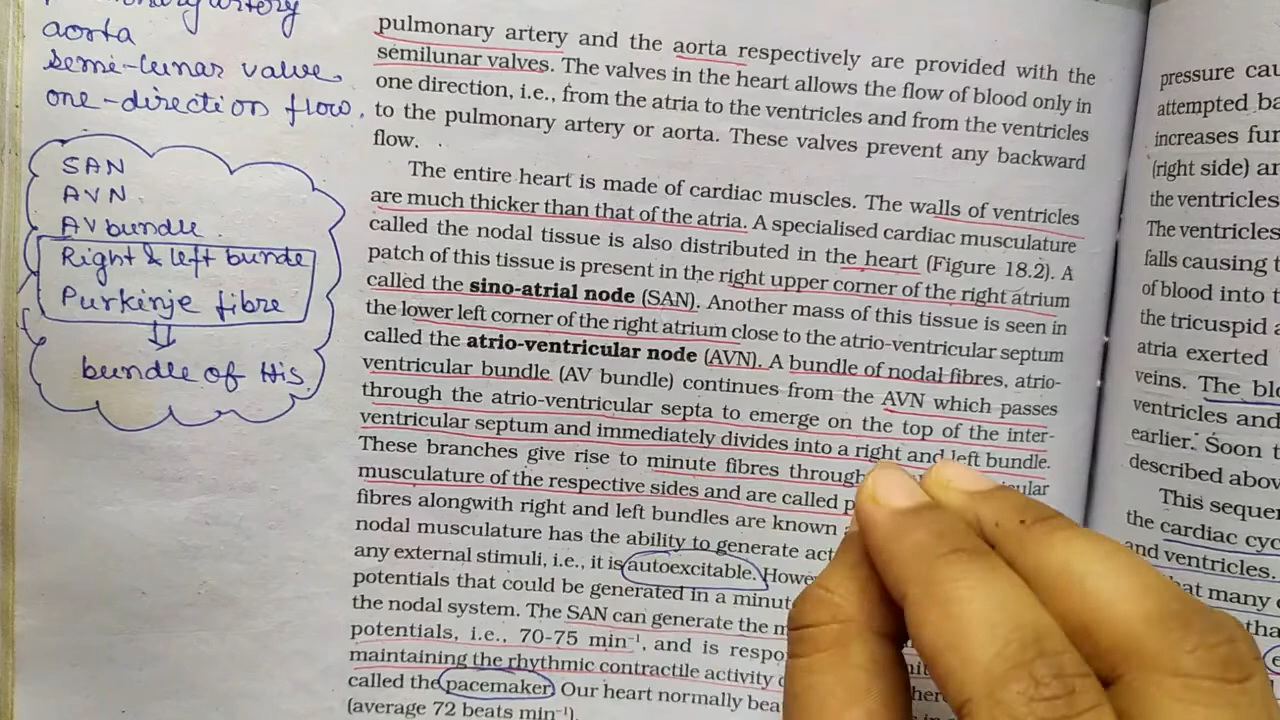 aorta
semi-lunar valve
one-direction flow.
SAN
AVN.
AV bundle.
Right & left bunde
Purkinje fibre
bundle of His.
pulmonary artery and the aorta respectively are provided with the
semilunar valves. The valves in the heart allows the flow of blood only in
one direction, i.e., from the atria to the ventricles and from the ventricles
to the pulmonary artery or aorta. These valves prevent any backward
flow.
The entire heart is made of cardiac muscles. The walls of ventricles
are much thicker than that of the atria. A specialised cardiac musculature
called the nodal tissue is also distributed in the heart (Figure 18.2). A
patch of this tissue is present in the right upper corner of the right atrium
called the sino-atrial node (SAN). Another mass of this tissue is seen in
the lower left corner of the right atrium close to the atrio-ventricular septum
called the atrio-ventricular node (AVN). A bundle of nodal fibres, atrio-
ventricular bundle (AV bundle) continues from the AVN which passes
through the atrio-ventricular septa to emerge on the top of the inter-
ventricular septum and immediately divides into a right and left bundle.
These branches give rise to minute fibres through
musculature of the respective sides and are called
fibres alongwith right and left bundles are known
nodal musculature has the ability to generate
any external stimuli, i.e., it is autoexcitable.
potentials that could be generated in a
the nodal system. The SAN can generate the
potentials, i.e., 70-75 min⁻¹, and is
maintaining the rhythmic contractile activity
called the pacemaker. Our heart normally
(average 72 beats min⁻¹).
pressure
attempted
increases
(right side)
the ventricles
The ventricles
falls causing
of blood into
the tricuspid
atria exerted
veins. The
ventricles and
earlier. Soon
described
This
the cardiac
and ventricles.
many